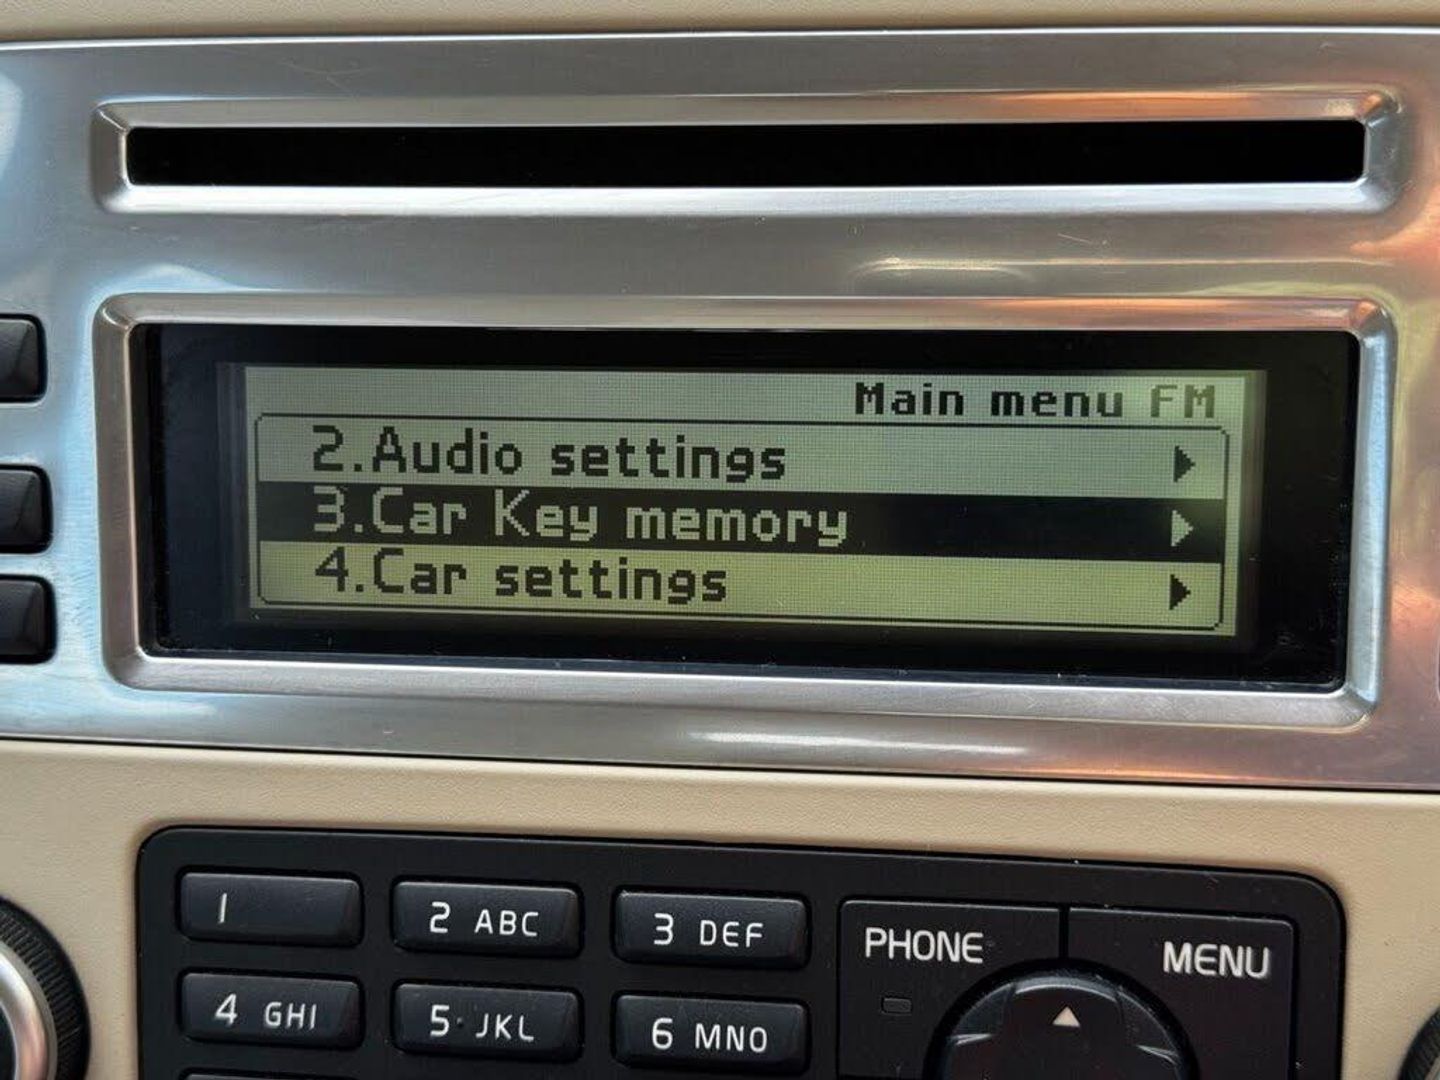 Main menu FM
2.Audio settings
3.Car Key memory
4.Car settings
1
2 ABC
3 DEF
PHONE
MENU
4 GHI
5 JKL
6 MNO